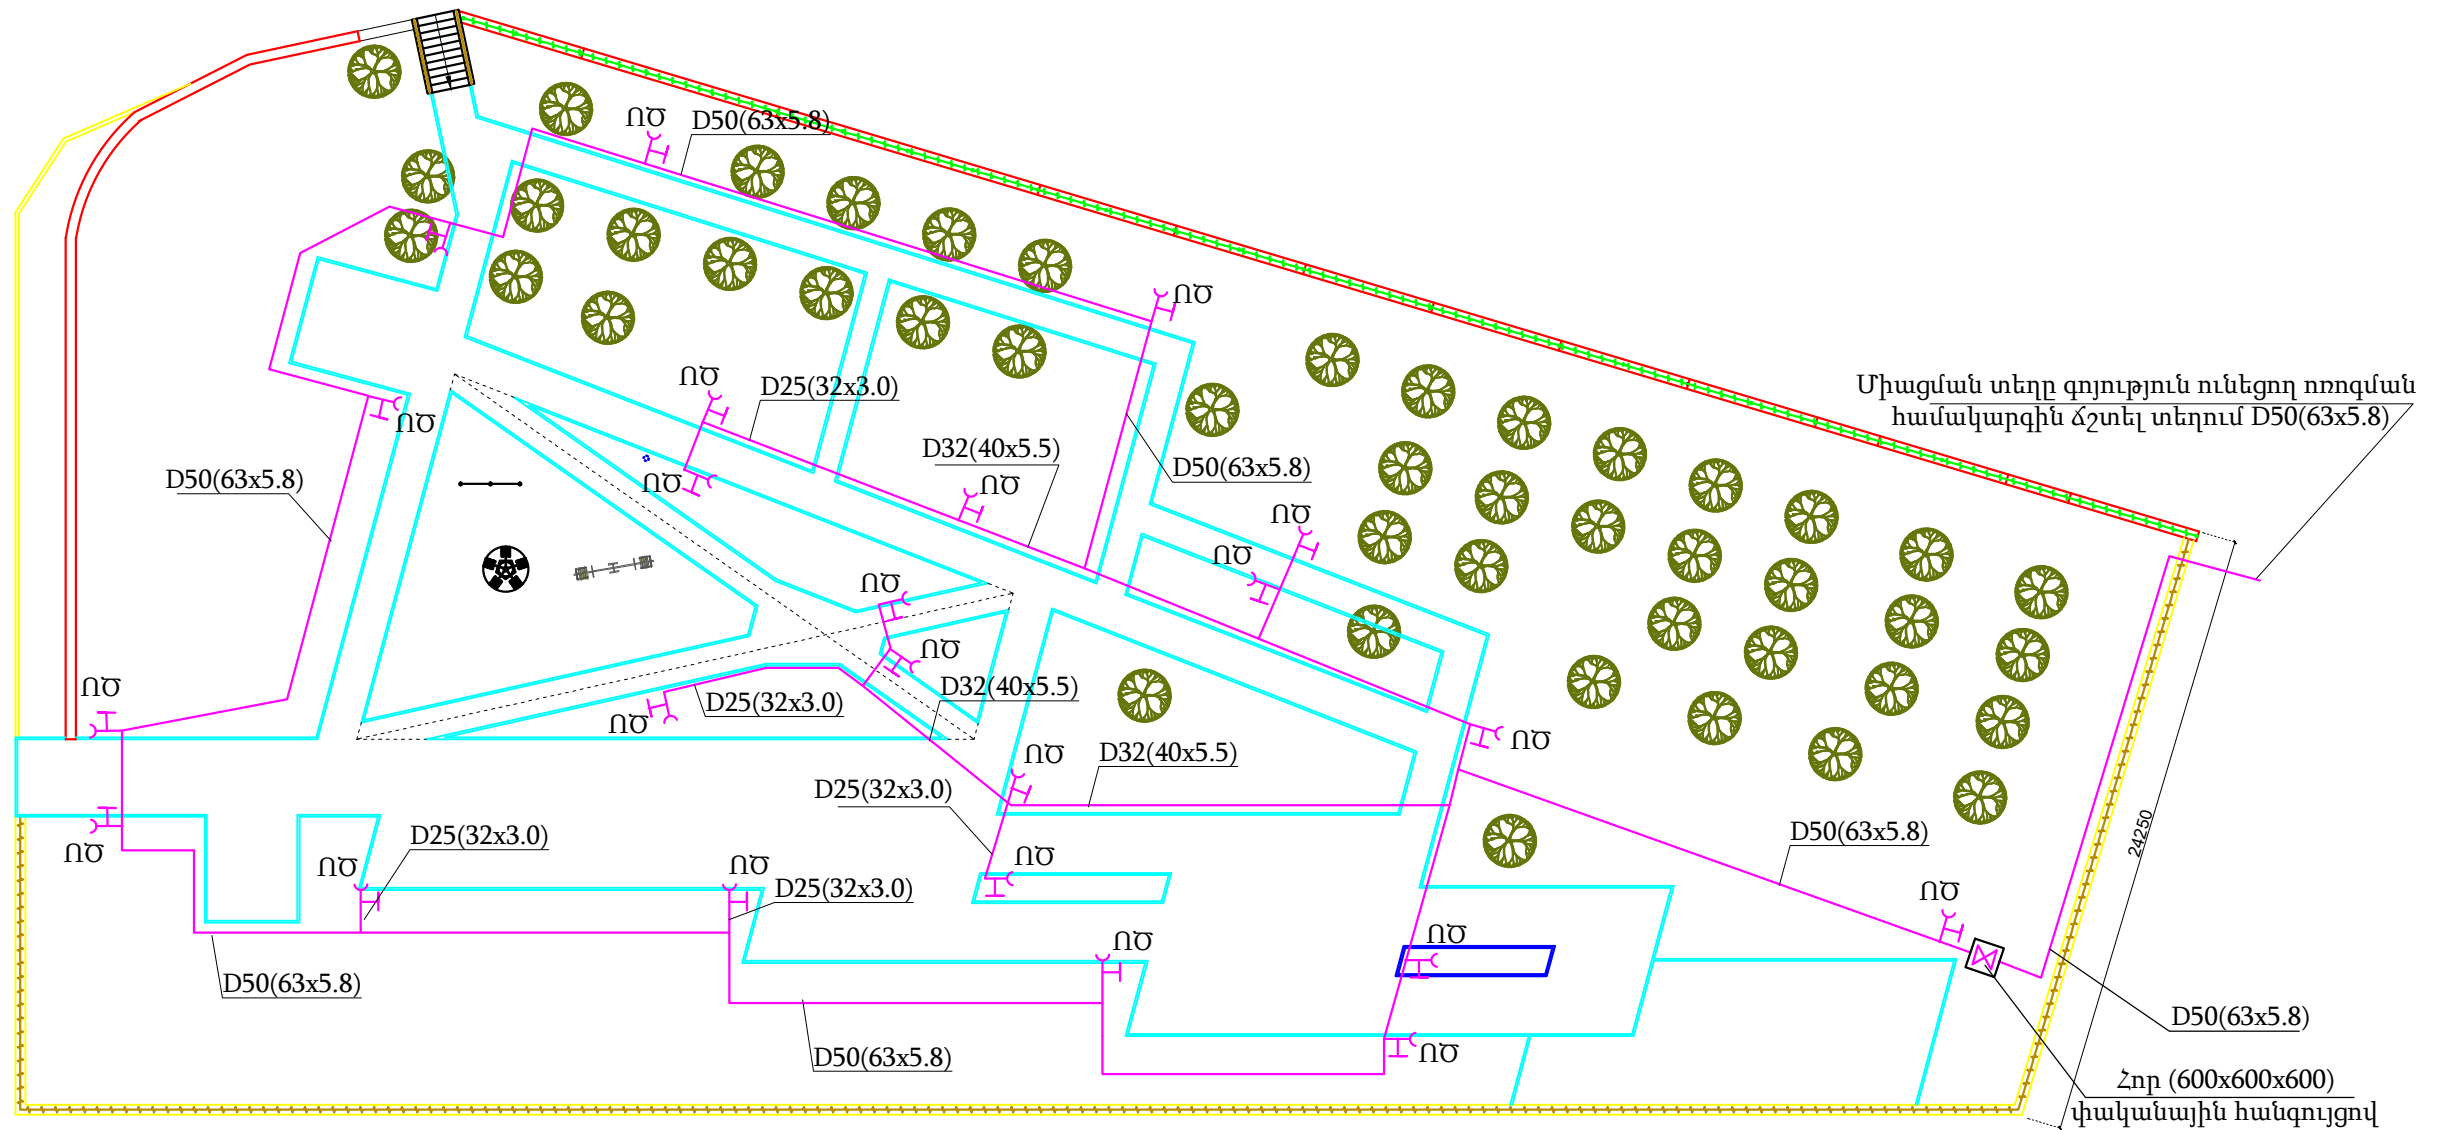 ՈԾ
D50(63x5.8)
ՈԾ
ՈԾ
D25(32x3.0)
Միացման տեղը գոյություն ունեցող ոռոգման
համակարգին ճշտել տեղում D50(63x5.8)
ՈԾ
D32(40x5.5)
D50(63x5.8)
D50(63x5.8)
ՈԾ
ՈԾ
ՈԾ
ՈԾ
ՈԾ
ՈԾ
ՈԾ
D32(40x5.5)
D25(32x3.0)
ՈԾ
ՈԾ
ՈԾ
D32(40x5.5)
ՈԾ
D25(32x3.0)
24250
D50(63x5.8)
D25(32x3.0)
ՈԾ
ՈԾ
ՈԾ
ՈԾ
D25(32x3.0)
ՈԾ
ՈԾ
ՈԾ
D50(63x5.8)
D50(63x5.8)
D50(63x5.8)
ՈԾ
Հոր (600x600x600)
փականային հանգույցով